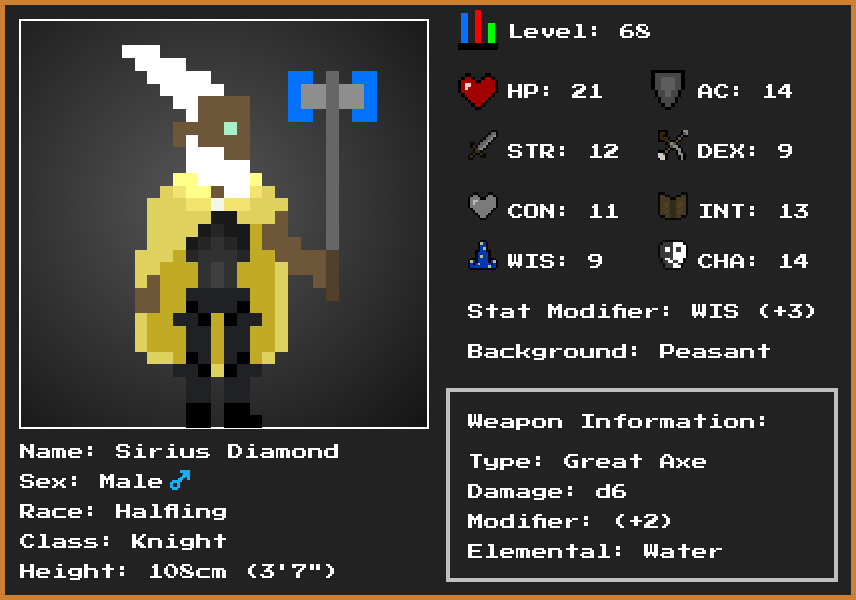 Level: 68
HP: 21
AC: 14
STR: 12
DEX: 9
CON: 11
INT: 13
WIS: 9
CHA: 14
Stat Modifier: WIS (+3)
Background: Peasant
Weapon Information:
Type: Great Axe
Damage: d6
Modifier: (+2)
Elemental: Water
Name: Sirius Diamond
Sex: Male♂
Race: Halfling
Class: Knight
Height: 108cm (3'7")